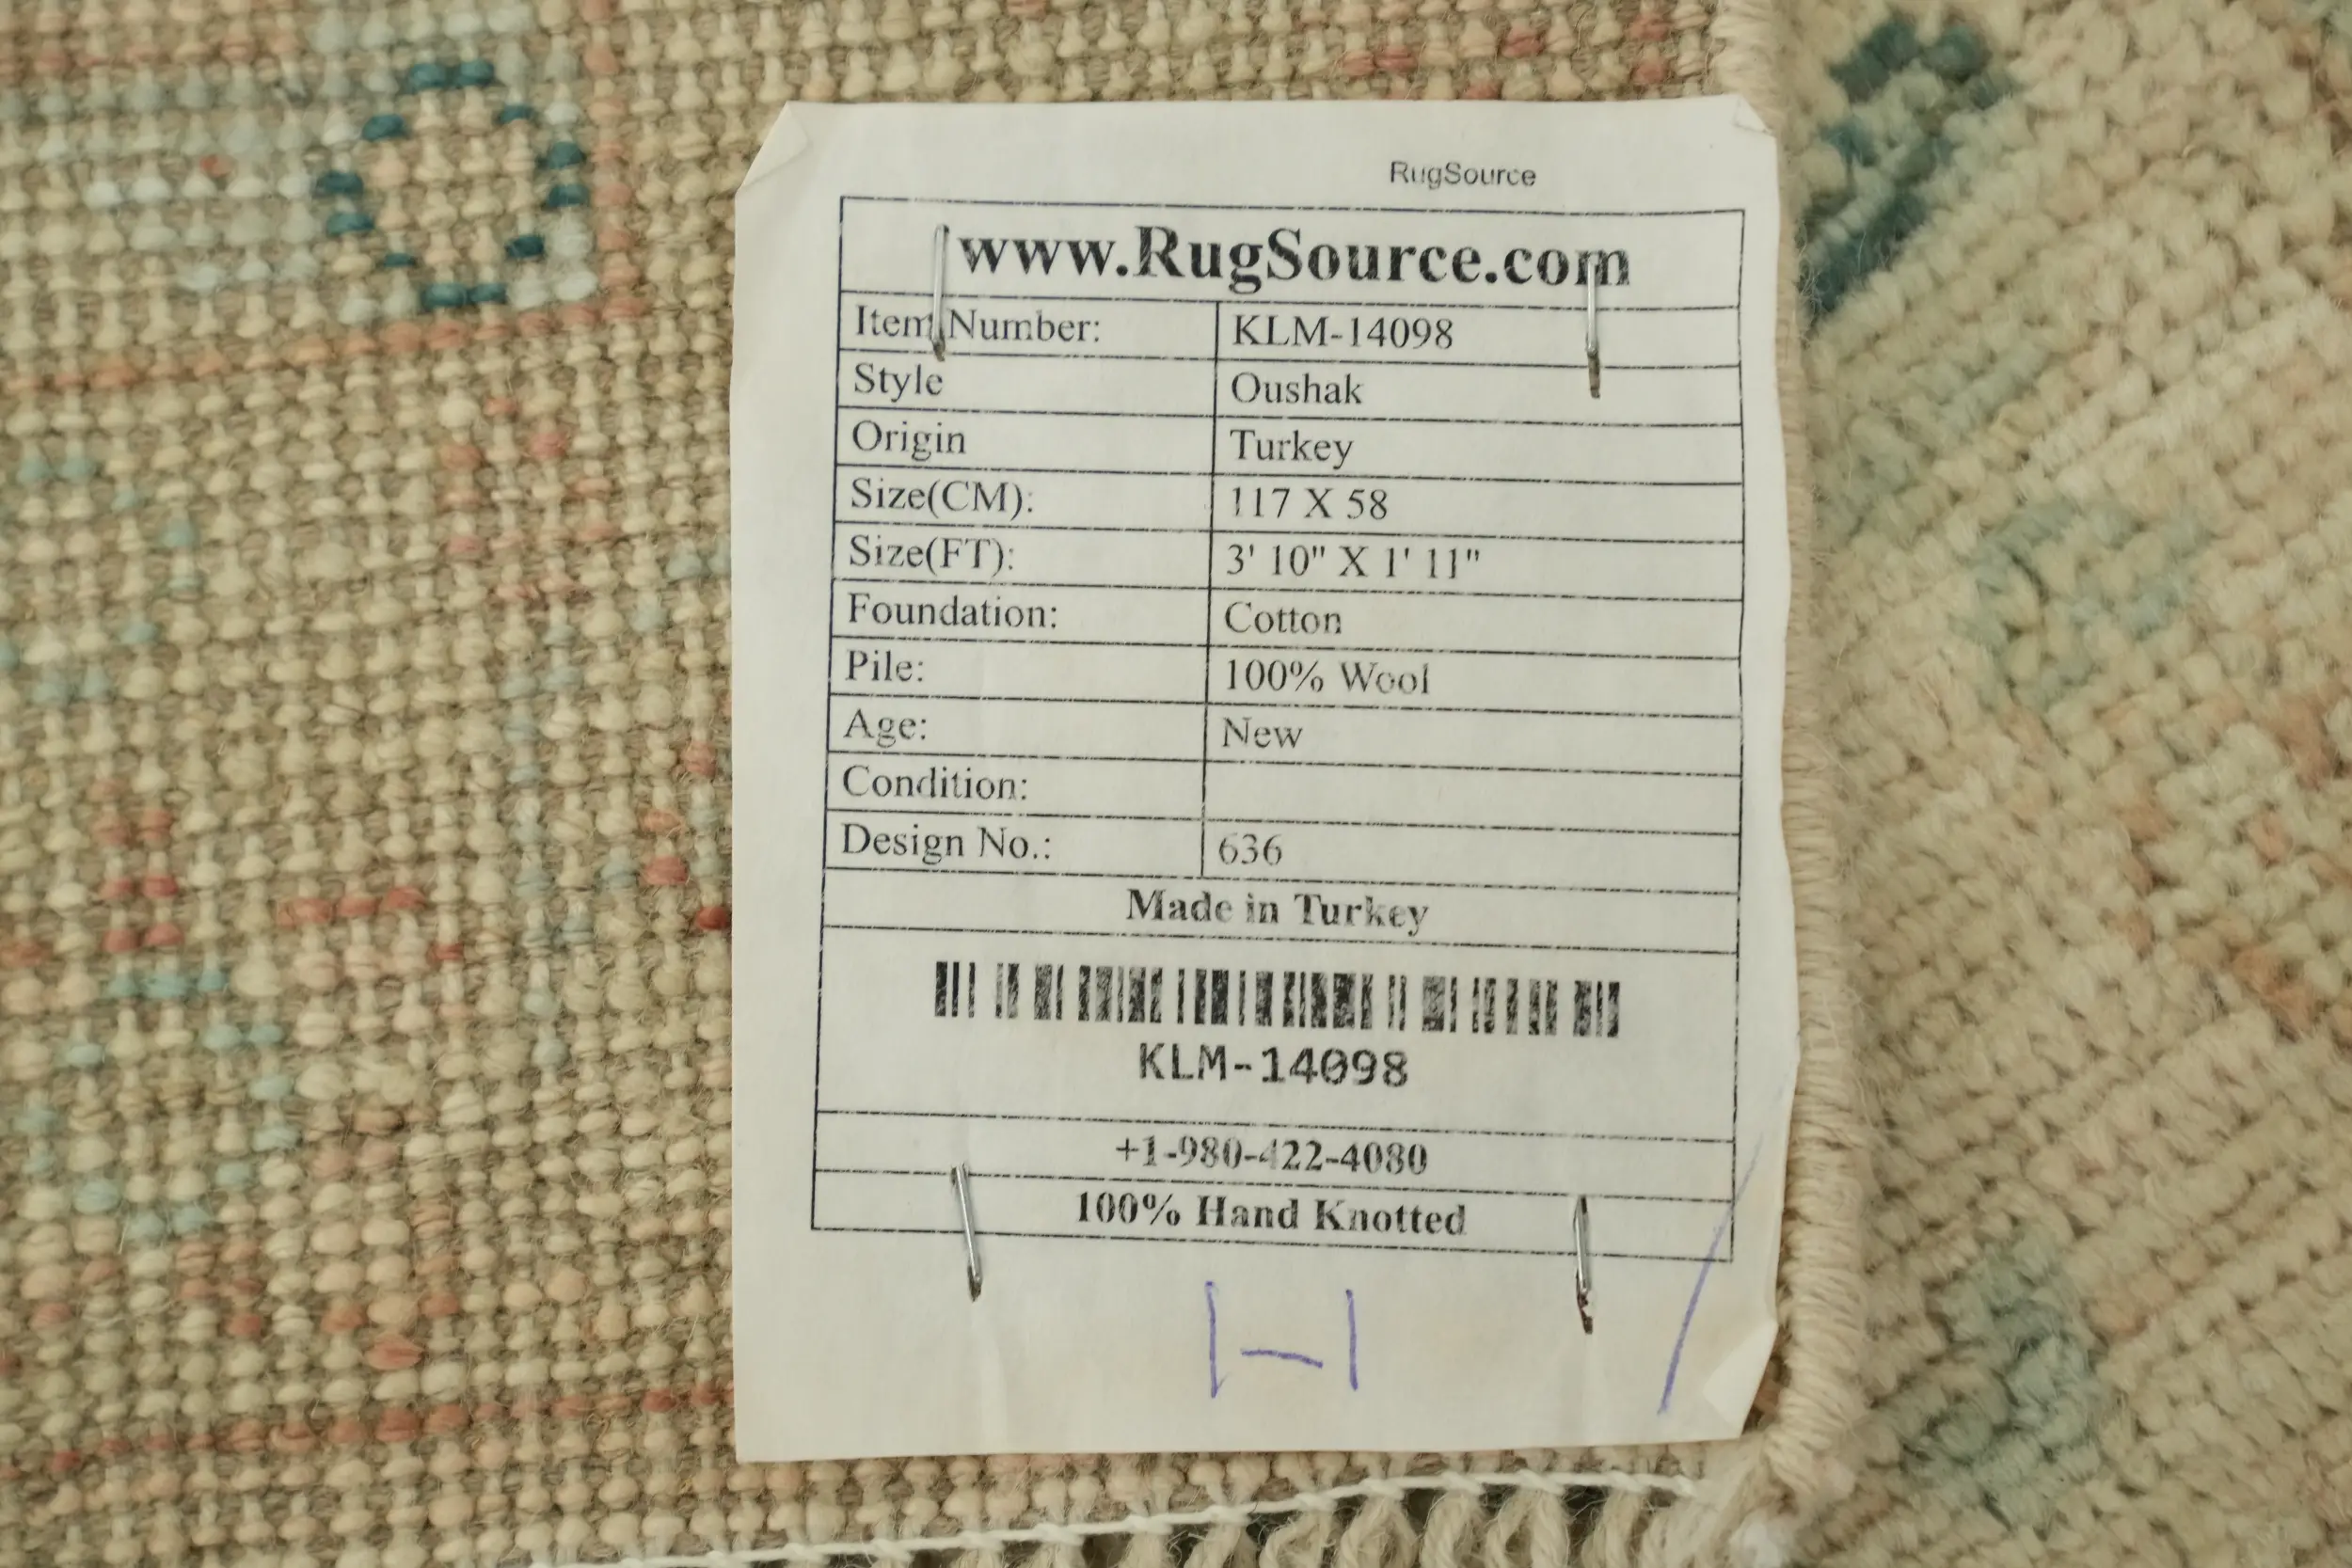 RugSource
www.RugSource.com
Item Number: KLM-14098
Style Oushak
Origin Turkey
Size(CM): 117 X 58
Size(FT): 3' 10" X 1' 11"
Foundation: Cotton
Pile: 100% Wool
Age: New
Condition:
Design No.: 636
Made in Turkey
KLM-14098
+1-980-422-4080
100% Hand Knotted
1-1